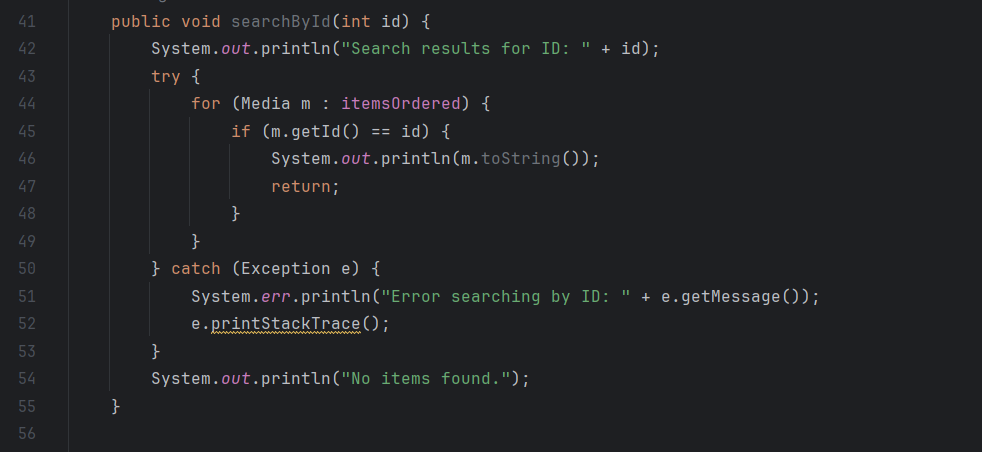 41 public void searchById(int id) {
42 System.out.println("Search results for ID: " + id);
43 try {
44 for (Media m : itemsOrdered) {
45 if (m.getId() == id) {
46 System.out.println(m.toString());
47 return;
48 }
49 }
50 } catch (Exception e) {
51 System.err.println("Error searching by ID: " + e.getMessage());
52 e.printStackTrace();
53 }
54 System.out.println("No items found.");
55 }
56